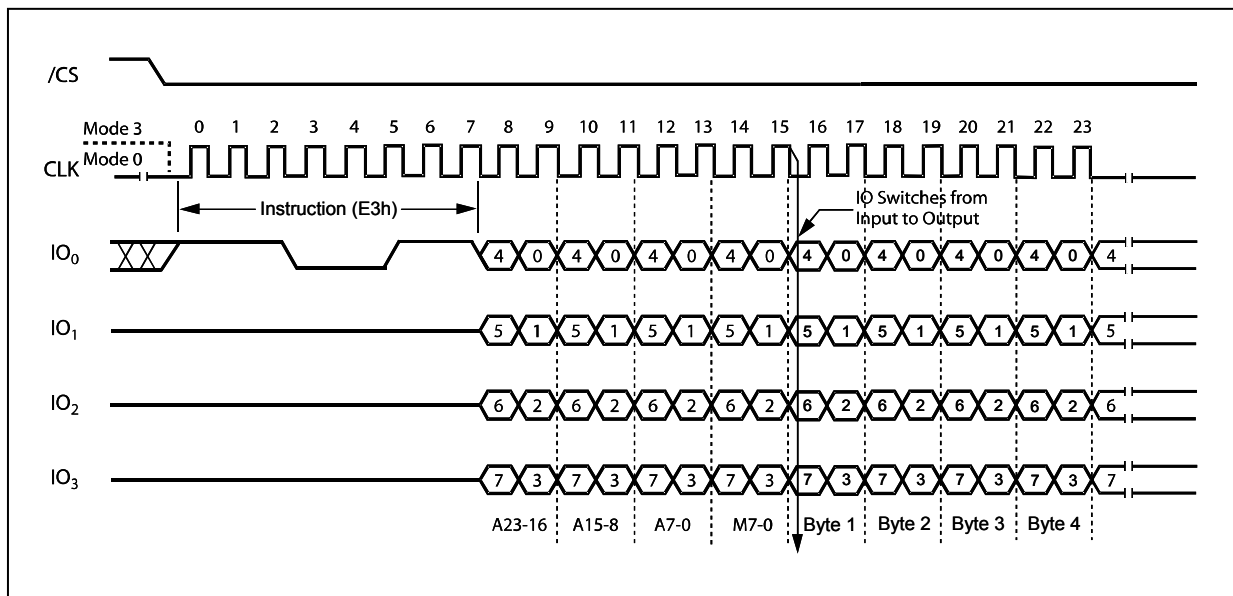 /CS
Mode 3
0 1 2 3 4 5 6 7 8 9 10 11 12 13 14 15 16 17 18 19 20 21 22 23
Mode 0
CLK
Instruction (E3h)
IO Switches from
Input to Output
IO0 4 0 4 0 4 0 4 0 4 0 4 0 4 0 4 0 4
IO1 5 1 5 1 5 1 5 1 5 1 5 1 5 1 5 1 5
IO2 6 2 6 2 6 2 6 2 6 2 6 2 6 2 6 2 6
IO3 7 3 7 3 7 3 7 3 7 3 7 3 7 3 7 3 7
A23-16 A15-8 A7-0 M7-0 Byte 1 Byte 2 Byte 3 Byte 4